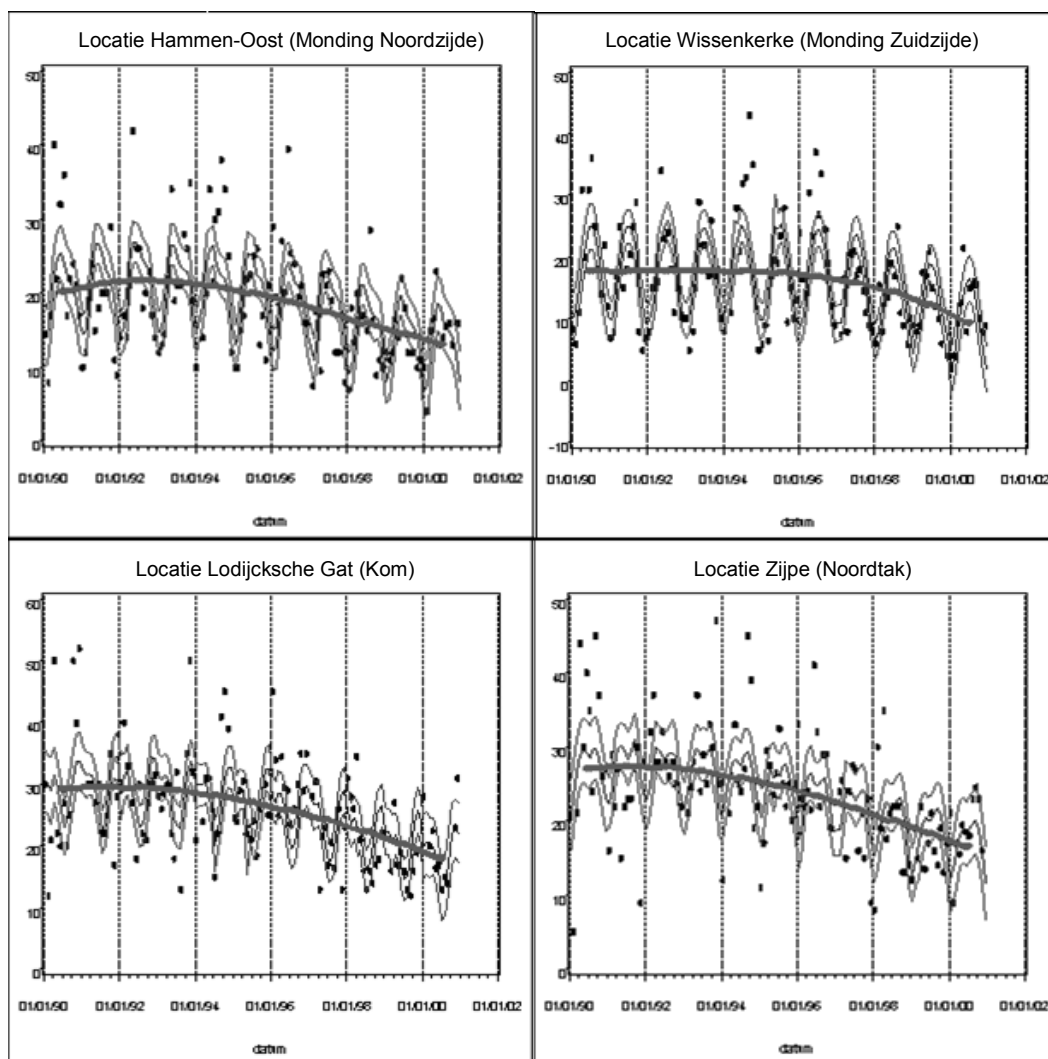 Locatie Hammen-Oost (Monding Noordzijde)
50
40
30
20
10
0
01/01/90 01/01/92 01/01/94 01/01/96 01/01/98 01/01/00 01/01/02
datum
Locatie Wissenkerke (Monding Zuidzijde)
50
40
30
20
10
0
-10
01/01/90 01/01/92 01/01/94 01/01/96 01/01/98 01/01/00 01/01/02
datum
Locatie Lodijcksche Gat (Kom)
60
50
40
30
20
10
0
01/01/90 01/01/92 01/01/94 01/01/96 01/01/98 01/01/00 01/01/02
datum
Locatie Zijpe (Noordtak)
50
40
30
20
10
0
01/01/90 01/01/92 01/01/94 01/01/96 01/01/98 01/01/00 01/01/02
datum